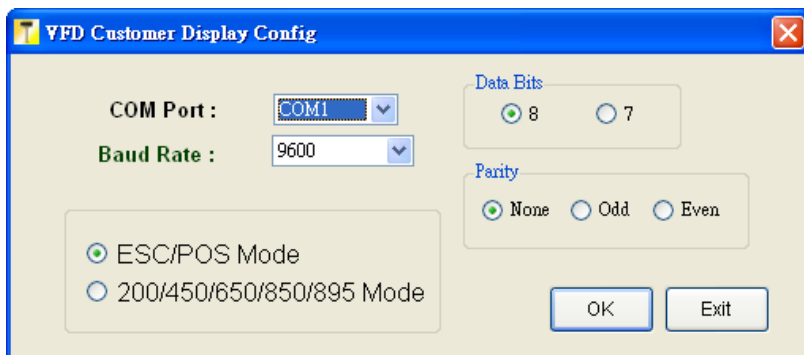 VFD Customer Display Config
COM Port :
COM1
Baud Rate :
9600
Data Bits
8
7
Parity
None
Odd
Even
ESC/POS Mode
200/450/650/850/895 Mode
OK
Exit